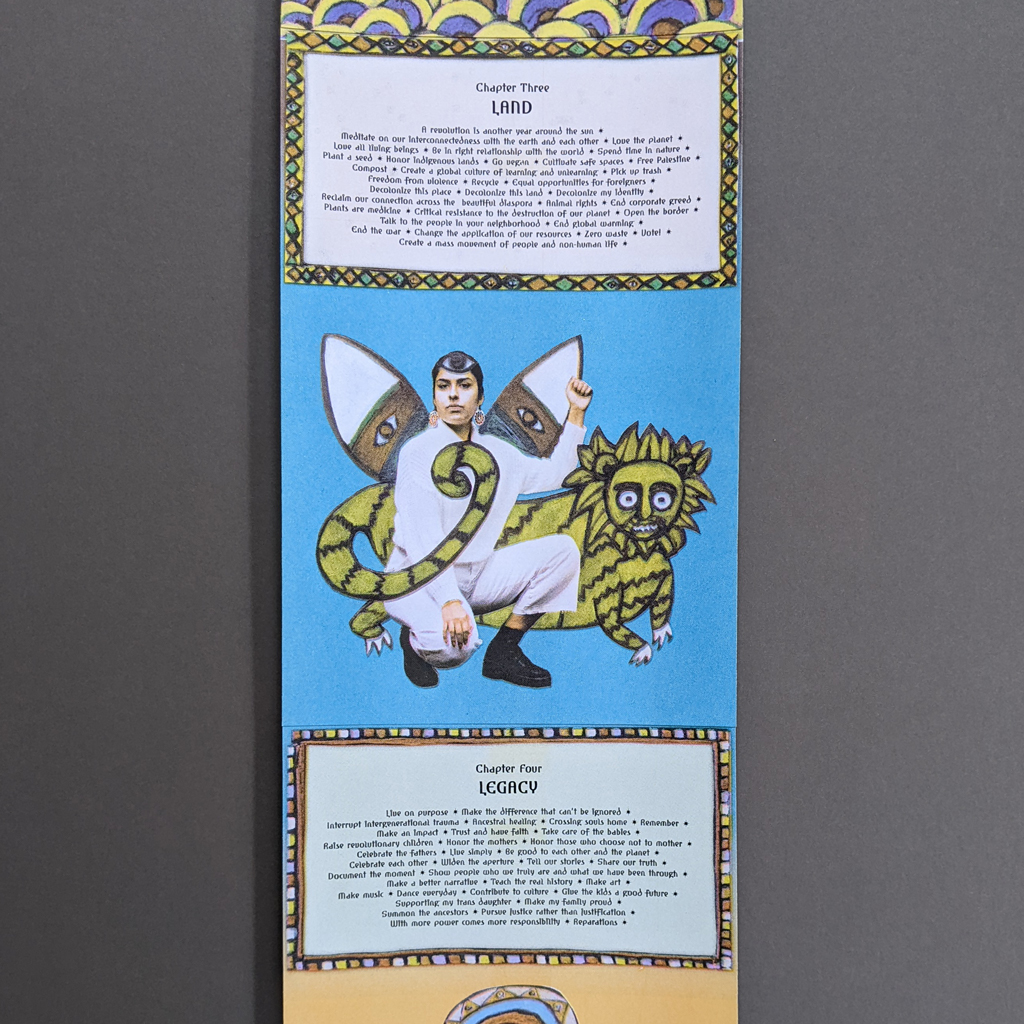 Chapter Three
LAND
A revolution is another year around the sun ✦
Meditate on our interconnectedness with the earth and each other ✦ Love the planet ✦
Love all living beings ✦ Be in right relationship with the world ✦ Spend time in nature ✦
Plant a seed ✦ Honor Indigenous lands ✦ Go vegan ✦ Cultivate safe spaces ✦ Free Palestine ✦
Compost ✦ Create a global culture of learning and unlearning ✦ Pick up trash ✦
Freedom from violence ✦ Recycle ✦ Equal opportunities for foreigners ✦
Decolonize this place ✦ Decolonize this land ✦ Decolonize my identity ✦
Reclaim our connection across the beautiful diaspora ✦ Animal rights ✦ End corporate greed ✦
Plants are medicine ✦ Critical resistance to the destruction of our planet ✦ Open the border ✦
Talk to the people in your neighborhood ✦ End global warming ✦
End the war ✦ Change the application of our resources ✦ Zero waste ✦ Vote! ✦
Create a mass movement of people and non-human life ✦
Chapter Four
LEGACY
Live on purpose ✦ Make the difference that can't be ignored ✦
Interrupt intergenerational trauma ✦ Ancestral healing ✦ Crossing souls home ✦ Remember ✦
Make an impact ✦ Trust and have faith ✦ Take care of the babies ✦
Raise revolutionary children ✦ Honor the mothers ✦ Honor those who choose not to mother ✦
Celebrate the fathers ✦ Live simply ✦ Be good to each other and the planet ✦
Celebrate each other ✦ Widen the aperture ✦ Tell our stories ✦ Share our truth ✦
Document the moment ✦ Show people who we truly are and what we have been through ✦
Make a better narrative ✦ Teach the real history ✦ Make art ✦
Make music ✦ Dance everyday ✦ Contribute to culture ✦ Give the kids a good future ✦
Supporting my trans daughter ✦ Make my family proud ✦
Summon the ancestors ✦ Pursue justice rather than justification ✦
With more power comes more responsibility ✦ Reparations ✦